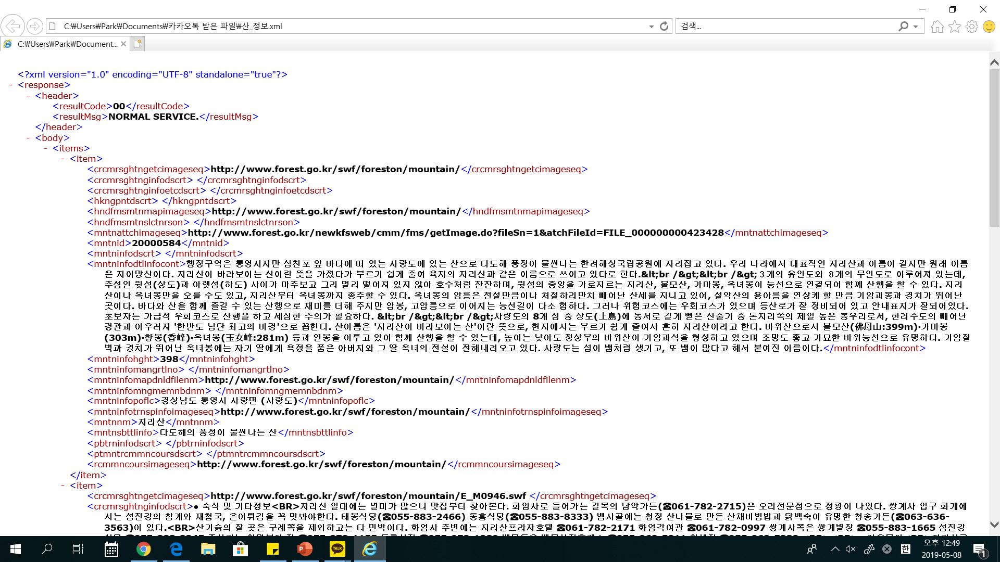 C:₩Users₩Park₩Documents₩카카오톡 받은 파일₩산_정보.xml
검색...
C:₩Users₩Park₩Document...
<?xml version="1.0" encoding="UTF-8" standalone="true"?>
- <response>
- <header>
<resultCode>00</resultCode>
<resultMsg>NORMAL SERVICE.</resultMsg>
</header>
- <body>
- <items>
- <item>
<crcmrsghtngetcimageseq>http://www.forest.go.kr/swf/foreston/mountain/</crcmrsghtngetcimageseq>
<crcmrsghtnginfodscrt> </crcmrsghtnginfodscrt>
<crcmrsghtnginfoetcdscrt> </crcmrsghtnginfoetcdscrt>
<hkngpntdscrt> </hkngpntdscrt>
<hndfmsmtnmapimageseq>http://www.forest.go.kr/swf/foreston/mountain/</hndfmsmtnmapimageseq>
<hndfmsmtnslctnrson> </hndfmsmtnslctnrson>
<mntnattchimageseq>http://www.forest.go.kr/newkfsweb/cmm/fms/getImage.do?fileSn=1&atchFileId=FILE_000000000423428</mntnattchimageseq>
<mntnid>20000584</mntnid>
<mntninfodscrt> </mntninfodscrt>
<mntninfodtlinfocont>행정구역은 통영시지만 삼천포 앞 바다에 떠 있는 사량도에 있는 산으로 다도해 풍정이 물씬나는 한려해상국립공원에 자리잡고 있다. 우리 나라에서 대표적인 지리산과 이름이 같지만 원래 이름
은 지이망산이다. 지리산이 바라보이는 산이란 뜻을 가졌다가 부르기 쉽게 줄여 육지의 지리산과 같은 이름으로 쓰이고 있다로 한다.&lt;br /&gt;&lt;br /&gt; 3개의 유인도와 8개의 무인도로 이루어져 있는데,
주섬인 윗섬(상도)과 아랫섬(하도) 사이가 마주보고 그리 멀리 떨어져 있지 않아 호수처럼 잔잔하며, 윗섬의 중앙을 가로지르는 지리산, 불모산, 가마봉, 옥녀봉이 능선으로 연결되어 함께 산행을 할 수 있다. 지리
산이나 옥녀봉만을 오를 수도 있고, 지리산부터 옥녀봉까지 종주할 수 있다. 옥녀봉의 암릉은 전설만큼이나 처절하리만치 빼어난 산세를 지니고 있어, 설악산의 용아릉을 연상케 할 만큼 기암괴봉과 경치가 뛰어난
곳이다. 바다와 산을 함께 즐길 수 있는 산행으로 재미를 더해 주지만 암봉, 고암릉으로 이어지는 능선길이 다소 험하다. 그러나 위험코스에는 우회코스가 있으며 등산로가 잘 정비되어 있고 안내표지가 잘되어있다.
초보자는 가급적 우회코스로 산행을 하고 세심한 주의가 필요하다. &lt;br /&gt;&lt;br /&gt;사량도의 8개 섬 중 상도(上島)에 동서로 길게 뻗은 산줄기 중 돈지리쪽의 제일 높은 봉우리로서, 한려수도의 빼어난
경관과 어우러져 '한반도 남단 최고의 비경'으로 꼽힌다. 산이름은 '지리산이 바라보이는 산'이란 뜻으로, 현지에서는 부르기 쉽게 줄여서 흔히 지리산이라고 한다. 바위산으로서 불모산(佛母山:399m)·가마봉
(303m)·향봉(香峰)·옥녀봉(玉女峰:281m) 등과 연봉을 이루고 있어 함께 산행을 할 수 있는데, 높이는 낮아도 정상부의 바위산이 기암괴석을 형성하고 있으며 조망도 좋고 기묘한 바위능선으로 유명하다. 기암절
벽과 경치가 뛰어난 옥녀봉에는 자기 딸에게 욕정을 품은 아버지와 그 딸 옥녀의 전설이 전해내려오고 있다. 사량도는 섬이 뱀처럼 생기고, 또 뱀이 많다고 해서 붙여진 이름이다.</mntninfodtlinfocont>
<mntninfohght>398</mntninfohght>
<mntninfomangrtlno> </mntninfomangrtlno>
<mntninfomapdnldfilenm>http://www.forest.go.kr/swf/foreston/mountain/</mntninfomapdnldfilenm>
<mntninfomngmemnbdnm> </mntninfomngmemnbdnm>
<mntninfopoflc>경상남도 통영시 사량면 (사량도)</mntninfopoflc>
<mntninfotrnspinfoimageseq>http://www.forest.go.kr/swf/foreston/mountain/</mntninfotrnspinfoimageseq>
<mntnnm>지리산</mntnnm>
<mntnsbttlinfo>다도해의 풍정이 물씬나는 산</mntnsbttlinfo>
<pbtrninfodscrt> </pbtrninfodscrt>
<ptmntrcmmncoursdscrt> </ptmntrcmmncoursdscrt>
<rcmmncoursimageseq>http://www.forest.go.kr/swf/foreston/mountain/</rcmmncoursimageseq>
</item>
- <item>
<crcmrsghtngetcimageseq>http://www.forest.go.kr/swf/foreston/mountain/E_M0946.swf </crcmrsghtngetcimageseq>
<crcmrsghtnginfodscrt>● 숙식 및 기타정보<BR>지리산 일대에는 별미가 많으니 맛집부터 찾아본다. 화엄사로 들어가는 길목의 남악가든(☎061-782-2715)은 오리전문점으로 정평이 나있다. 쌍계사 입구 화개에
서는 섬진강의 참게와 재첩국, 은어튀김을 꼭 맛봐야한다. 태봉식당(☎055-883-2466) 동흥식당(☎055-883-8333) 뱀사골에는 청정 산나물로 만든 산채비빔밥과 닭백숙이 유명한 청송가든(☎063-636-
3563)이 있다.<BR>산기슭의 잘 곳은 구례쪽을 제외하고는 다 민박이다. 화엄사 주변에는 지리산프라자호텔 ☎061-782-2171 화엄각여관 ☎061-782-0997 쌍계사쪽은 쌍계별장 ☎055-883-1665 섬진강
오후 12:49
한
2019-05-08
TALK
1